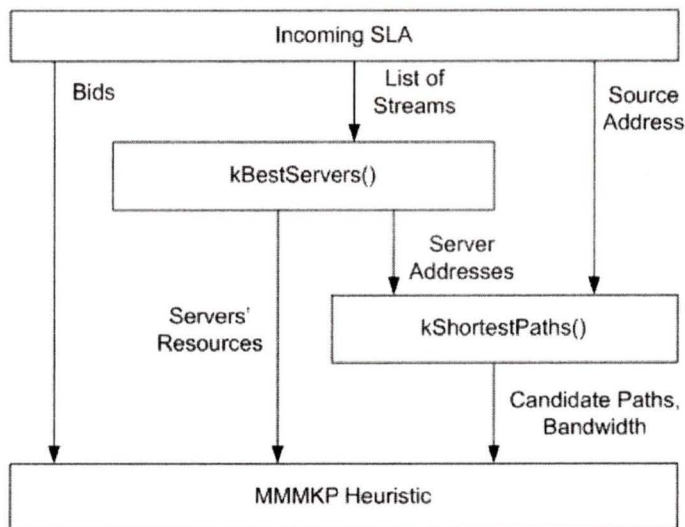 Incoming SLA
Bids
List of
Streams
Source
Address
kBestServers()
Server
Addresses
Servers'
Resources
kShortestPaths()
Candidate Paths,
Bandwidth
MMMKP Heuristic